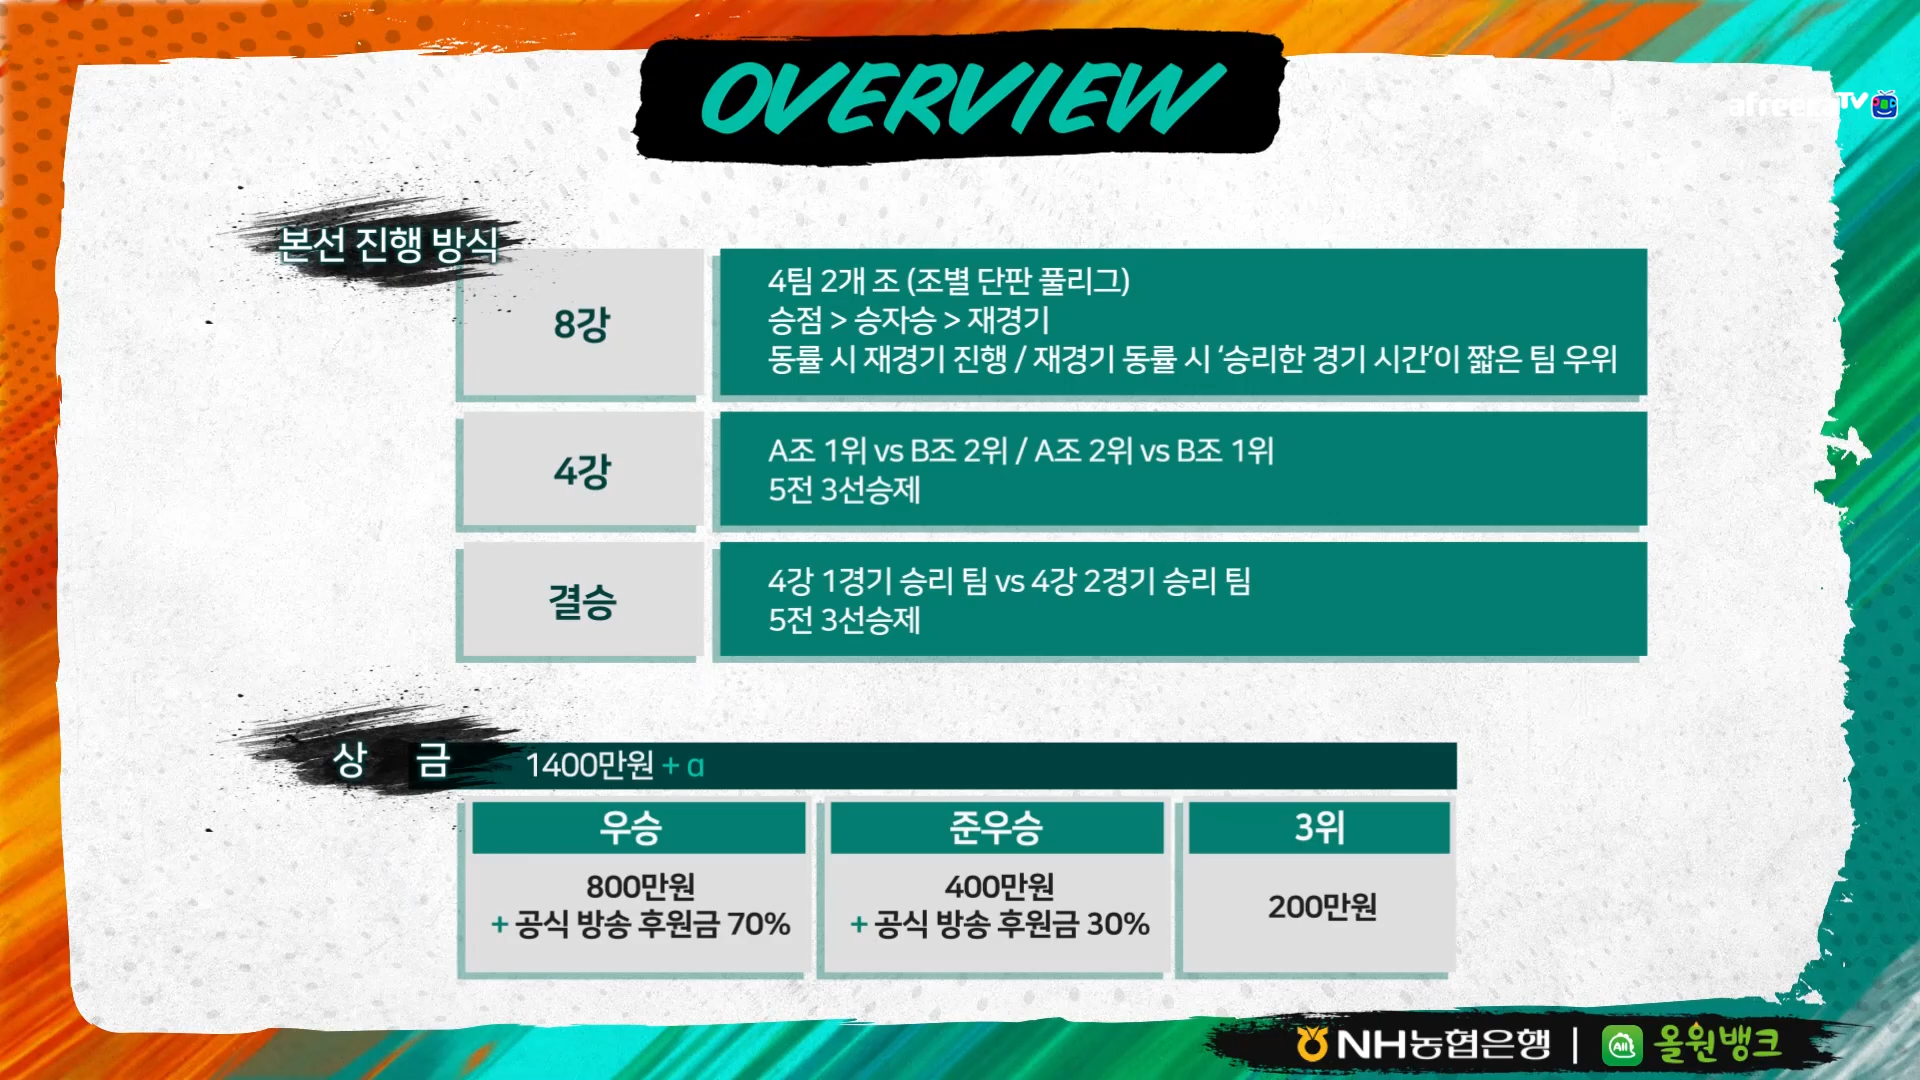 OVERVIEW
afreecaTV
본선 진행 방식
8강
4팀 2개 조 (조별 단판 풀리그)
승점 > 승자승 > 재경기
동률 시 재경기 진행 / 재경기 동률 시 ‘승리한 경기 시간’이 짧은 팀 우위
4강
A조 1위 vs B조 2위 / A조 2위 vs B조 1위
5전 3선승제
결승
4강 1경기 승리 팀 vs 4강 2경기 승리 팀
5전 3선승제
상 금
1400만원 + α
우승
800만원
+ 공식 방송 후원금 70%
준우승
400만원
+ 공식 방송 후원금 30%
3위
200만원
NH농협은행 | All 올원뱅크